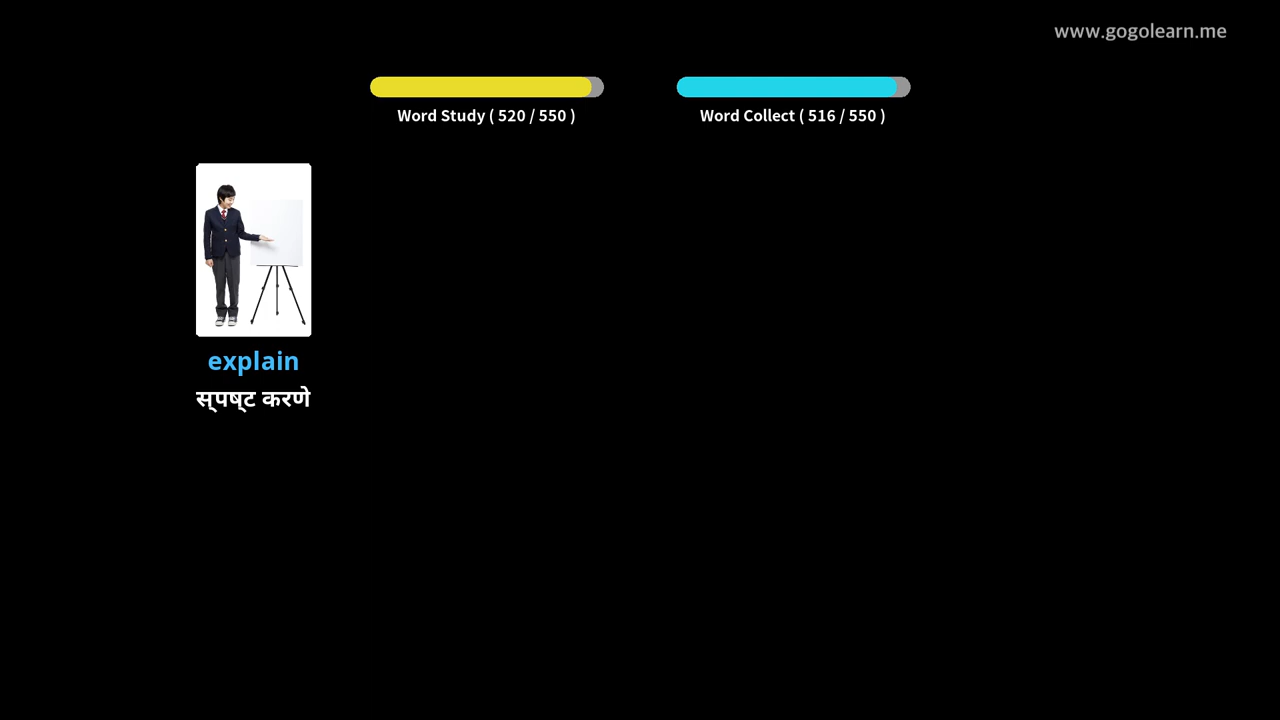 www.gogolearn.me
Word Study ( 520 / 550 )
Word Collect ( 516 / 550 )
explain
स्पष्ट करणे